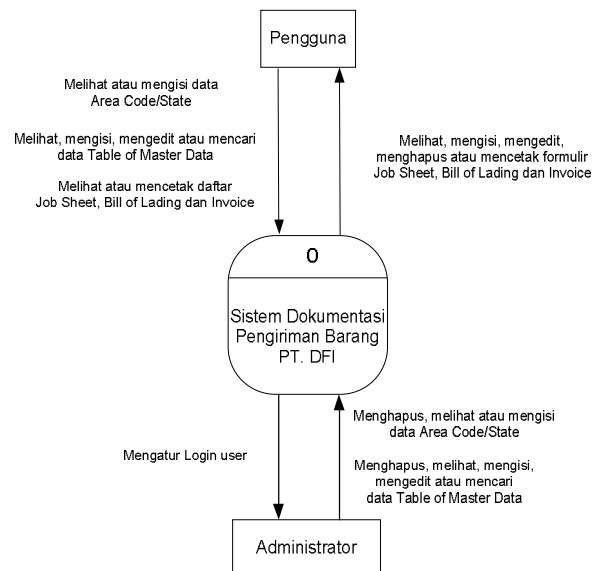 Pengguna
Melihat atau mengisi data
Area Code/State
Melihat, mengisi, mengedit atau mencari
data Table of Master Data
Melihat atau mencetak daftar
Job Sheet, Bill of Lading dan Invoice
Melihat, mengisi, mengedit,
menghapus atau mencetak formulir
Job Sheet, Bill of Lading dan Invoice
0
Sistem Dokumentasi
Pengiriman Barang
PT. DFI
Mengatur Login user
Menghapus, melihat atau mengisi
data Area Code/State
Menghapus, melihat, mengisi,
mengedit atau mencari
data Table of Master Data
Administrator